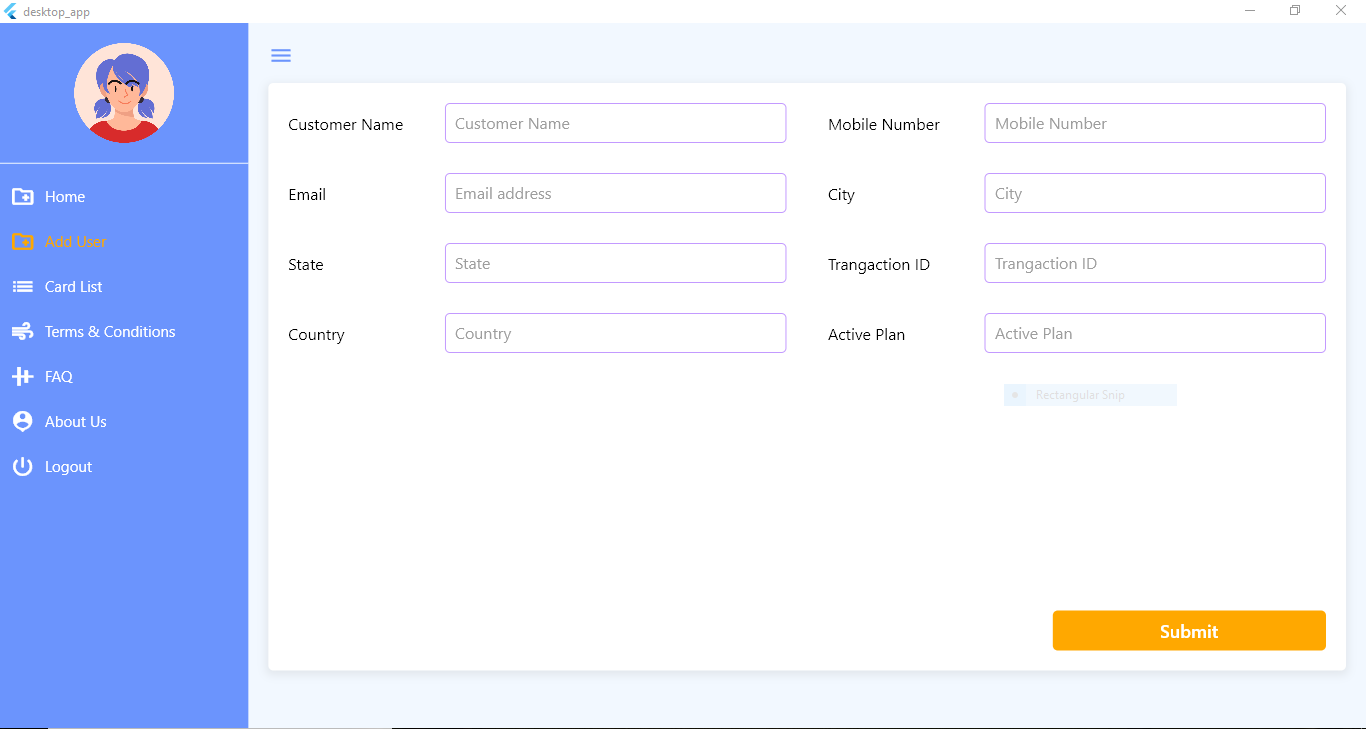 desktop_app
Home
Add User
Card List
Terms & Conditions
FAQ
About Us
Logout
Customer Name
Customer Name
Mobile Number
Mobile Number
Email
Email address
City
City
State
State
Trangaction ID
Trangaction ID
Country
Country
Active Plan
Active Plan
Rectangular Snip
Submit